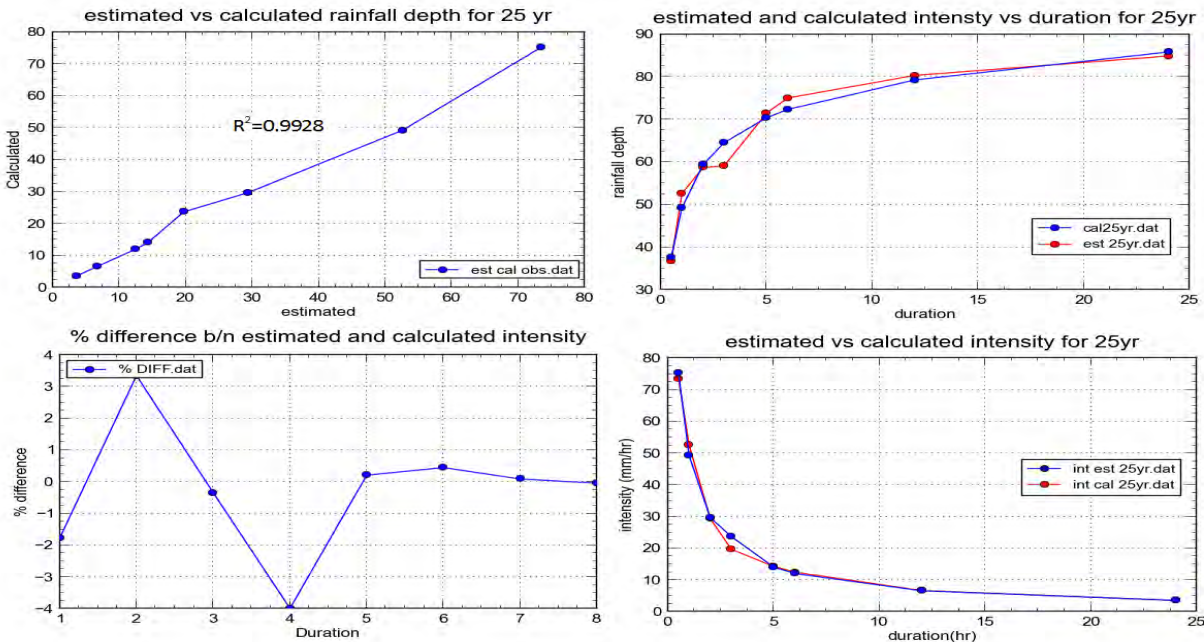 estimated vs calculated rainfall depth for 25 yr
80
70
60
50
40
30
20
10
0
Calculated
R²=0.9928
est cal obs.dat
0 10 20 30 40 50 60 70 80
estimated
estimated and calculated intensty vs duration for 25yr
90
80
70
60
50
40
30
rainfall depth
cal25yr.dat
est 25yr.dat
0 5 10 15 20 25
duration
% difference b/n estimated and calculated intensity
4
3
2
1
0
−1
−2
−3
−4
% difference
% DIFF.dat
1 2 3 4 5 6 7 8
Duration
estimated vs calculated intensity for 25yr
80
70
60
50
40
30
20
10
0
intensity (mm/hr)
int est 25yr.dat
int cal 25yr.dat
0 5 10 15 20 25
duration(hr)